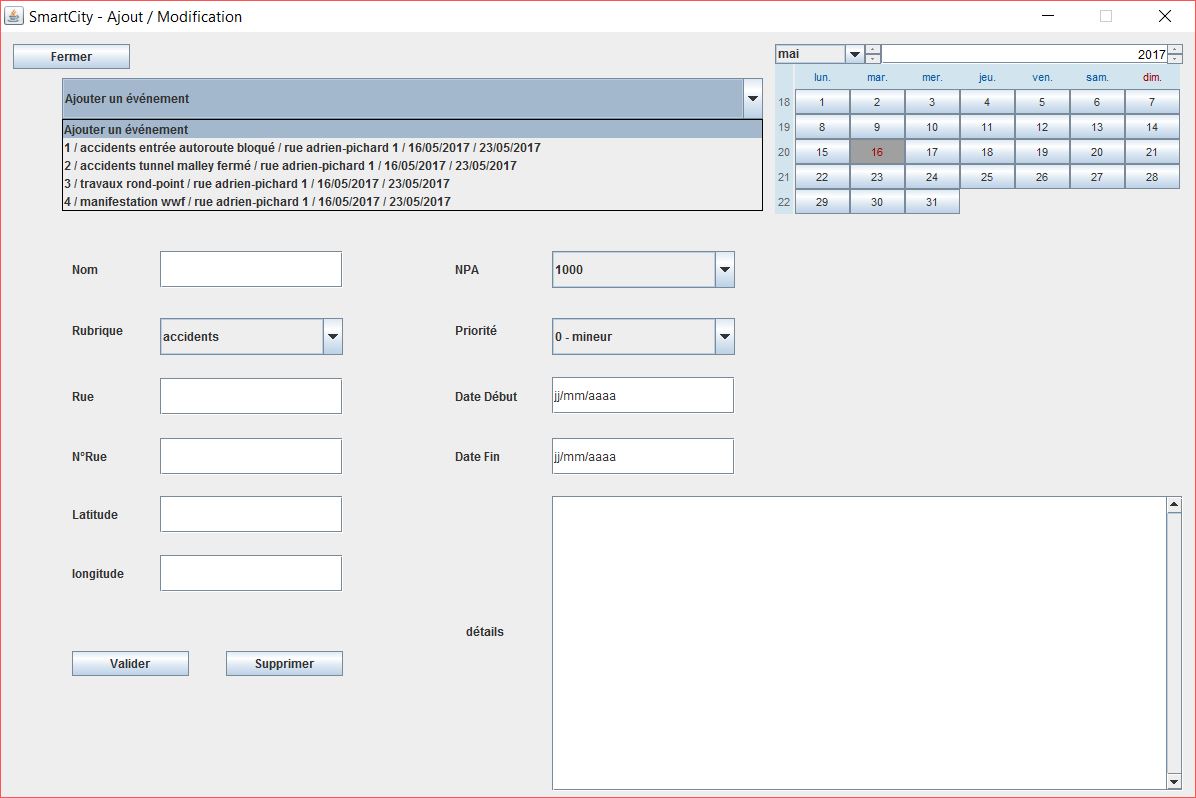 SmartCity - Ajout / Modification
Fermer
mai 2017
lun. mar. mer. jeu. ven. sam. dim.
18 1 2 3 4 5 6 7
19 8 9 10 11 12 13 14
20 15 16 17 18 19 20 21
21 22 23 24 25 26 27 28
22 29 30 31
Ajouter un événement
Ajouter un événement
1 / accidents entrée autoroute bloqué / rue adrien-pichard 1 / 16/05/2017 / 23/05/2017
2 / accidents tunnel malley fermé / rue adrien-pichard 1 / 16/05/2017 / 23/05/2017
3 / travaux rond-point / rue adrien-pichard 1 / 16/05/2017 / 23/05/2017
4 / manifestation wwf / rue adrien-pichard 1 / 16/05/2017 / 23/05/2017
Nom
NPA 1000
Rubrique accidents
Priorité 0 - mineur
Rue
Date Début jj/mm/aaaa
N°Rue
Date Fin jj/mm/aaaa
Latitude
longitude
détails
Valider Supprimer